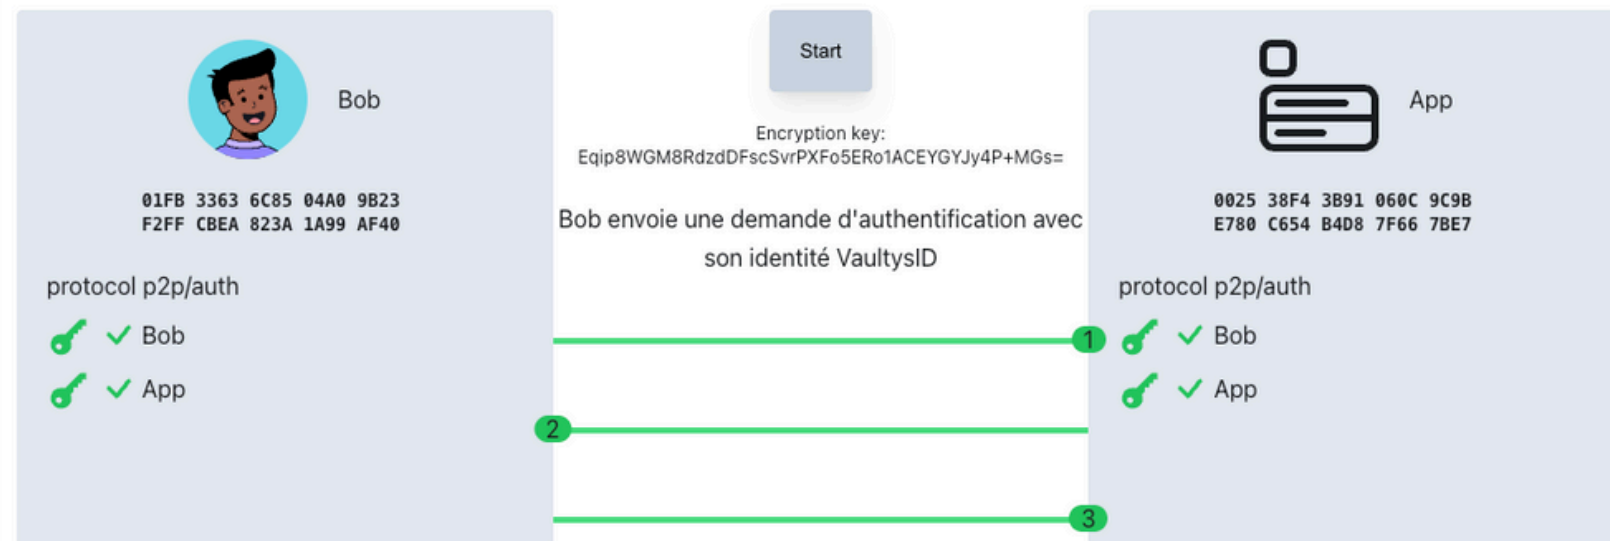 Bob
01FB 3363 6C85 04A0 9B23
F2FF CBEA 823A 1A99 AF40
protocol p2p/auth
Bob
App
Start
Encryption key:
Eqip8WGM8RdzdDFscSvrPXFo5ERo1ACEYGYJy4P+MGs=
Bob envoie une demande d'authentification avec
son identité VaultysID
1
2
3
App
0025 38F4 3B91 060C 9C9B
E780 C654 B4D8 7F66 7BE7
protocol p2p/auth
Bob
App